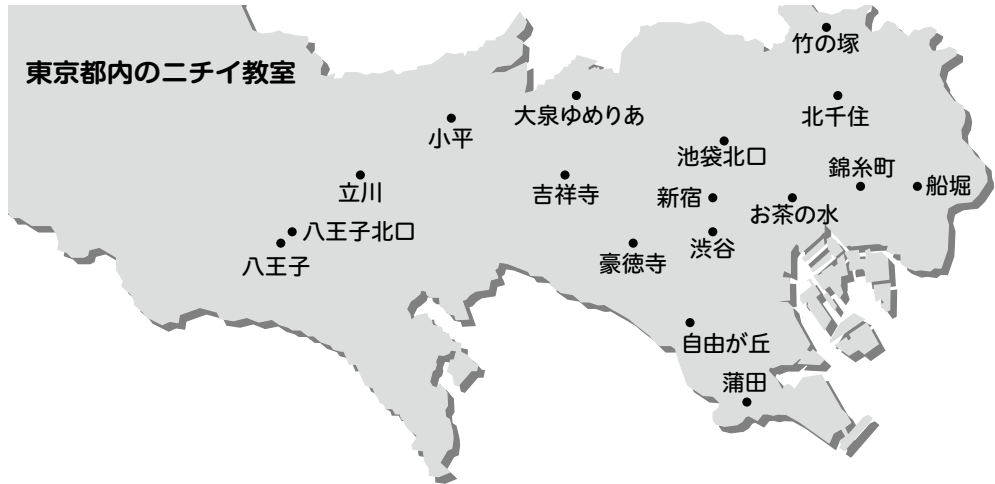 東京都内のニチイ教室
竹の塚
大泉ゆめりあ
北千住
小平
池袋北口
錦糸町
立川
吉祥寺
新宿
船堀
お茶の水
八王子北口
渋谷
八王子
豪徳寺
自由が丘
蒲田